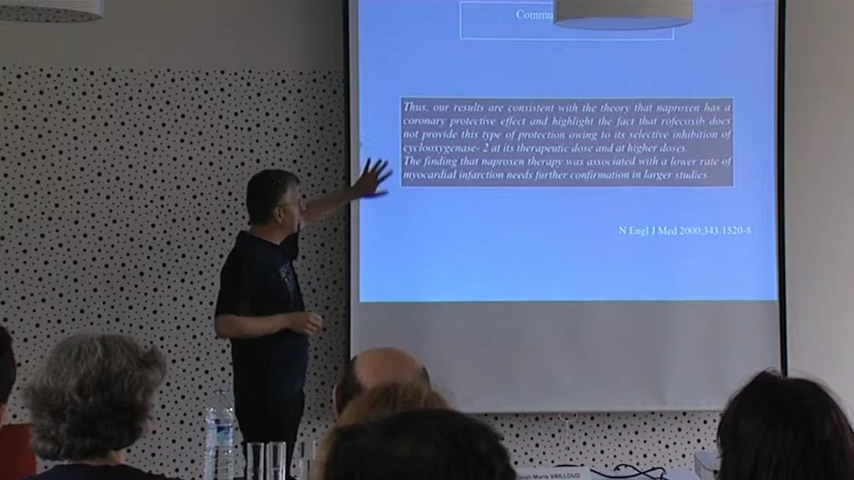 Commu
Thus, our results are consistent with the theory that naproxen has a
coronary protective effect and highlight the fact that rofecoxib does
not provide this type of protection owing to its selective inhibition of
cyclooxygenase- 2 at its therapeutic dose and at higher doses.
The finding that naproxen therapy was associated with a lower rate of
myocardial infarction needs further confirmation in larger studies.
N Engl J Med 2000;343:1520-8
Marie VAILLOUD